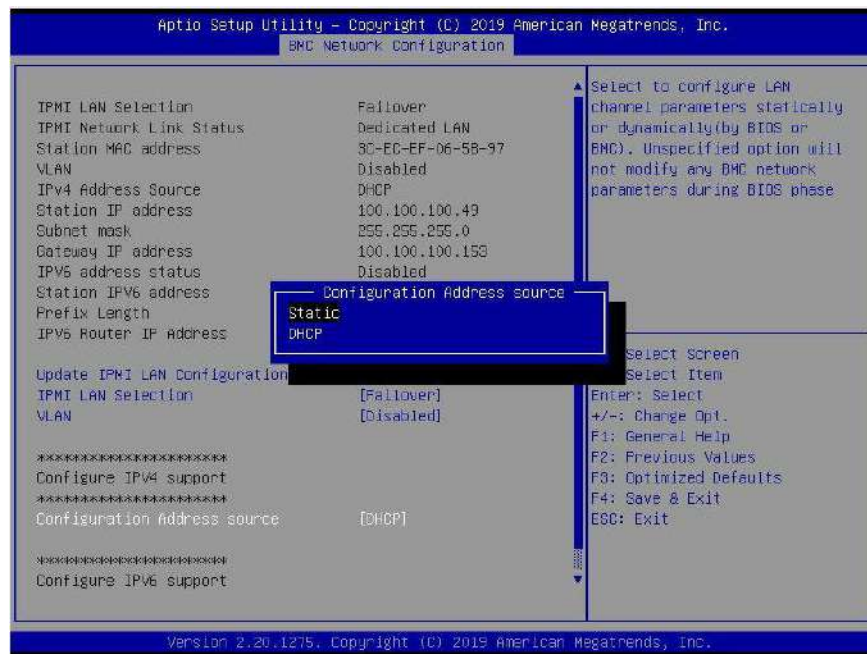 Aptio Setup Utility – Copyright (C) 2019 American Megatrends, Inc.
BMC Network Configuration
IPMI LAN Selection Failover
IPMI Network Link Status Dedicated LAN
Station MAC address 3C-EC-EF-06-5B-97
VLAN Disabled
IPv4 Address Source DHCP
Station IP address 100.100.100.49
Subnet mask 255.255.255.0
Gateway IP address 100.100.100.153
IPV6 address status Disabled
Station IPV6 address
Prefix Length
IPV6 Router IP Address
Configuration Address source
Static
DHCP
Update IPMI LAN Configuration
IPMI LAN Selection [Failover]
VLAN [Disabled]
***********************
Configure IPV4 support
***********************
Configuration Address source [DHCP]
***********************
Configure IPV6 support
Select to configure LAN
channel parameters statically
or dynamically(by BIOS or
BMC). Unspecified option will
not modify any BMC network
parameters during BIOS phase
Select Screen
Select Item
Enter: Select
+/-: Change Opt.
F1: General Help
F2: Previous Values
F3: Optimized Defaults
F4: Save & Exit
ESC: Exit
Version 2.20.1275. Copyright (C) 2019 American Megatrends, Inc.